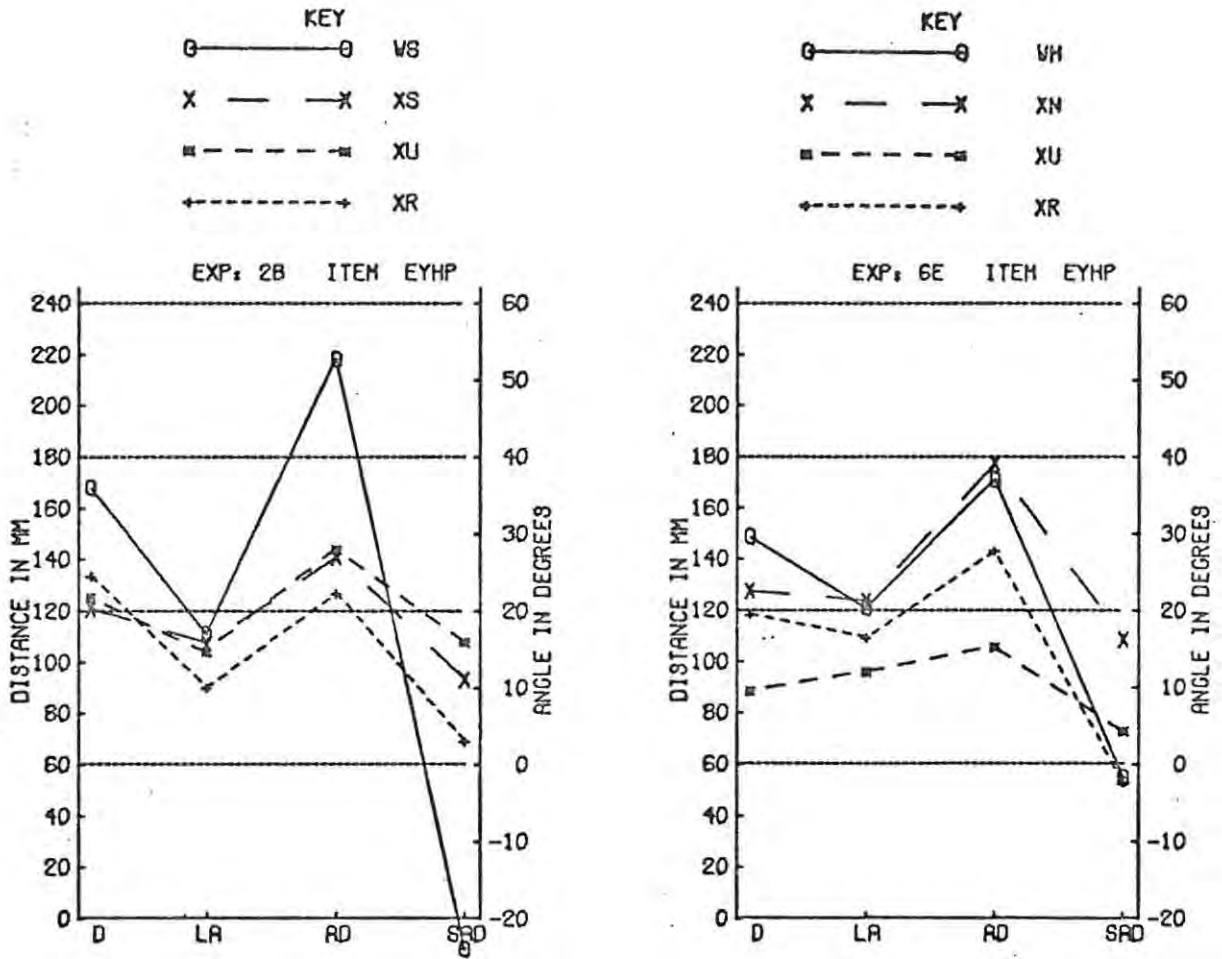 KEY
WS
XS
XU
XR
EXP: 2B ITEM EYHP
240
220
200
180
160
140
120
100
80
60
40
20
0
DISTANCE IN MM
60
50
40
30
20
10
0
-10
-20
ANGLE IN DEGREES
D LA AD SAD
KEY
WH
XN
XU
XR
EXP: 6E ITEM EYHP
240
220
200
180
160
140
120
100
80
60
40
20
0
DISTANCE IN MM
60
50
40
30
20
10
0
-10
-20
ANGLE IN DEGREES
D LA AD SAD